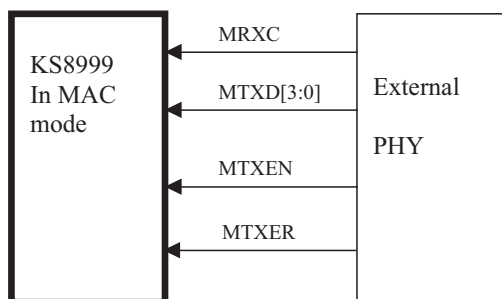 KS8999
In MAC
mode
MRXC
MTXD[3:0]
MTXEN
MTXER
External
PHY